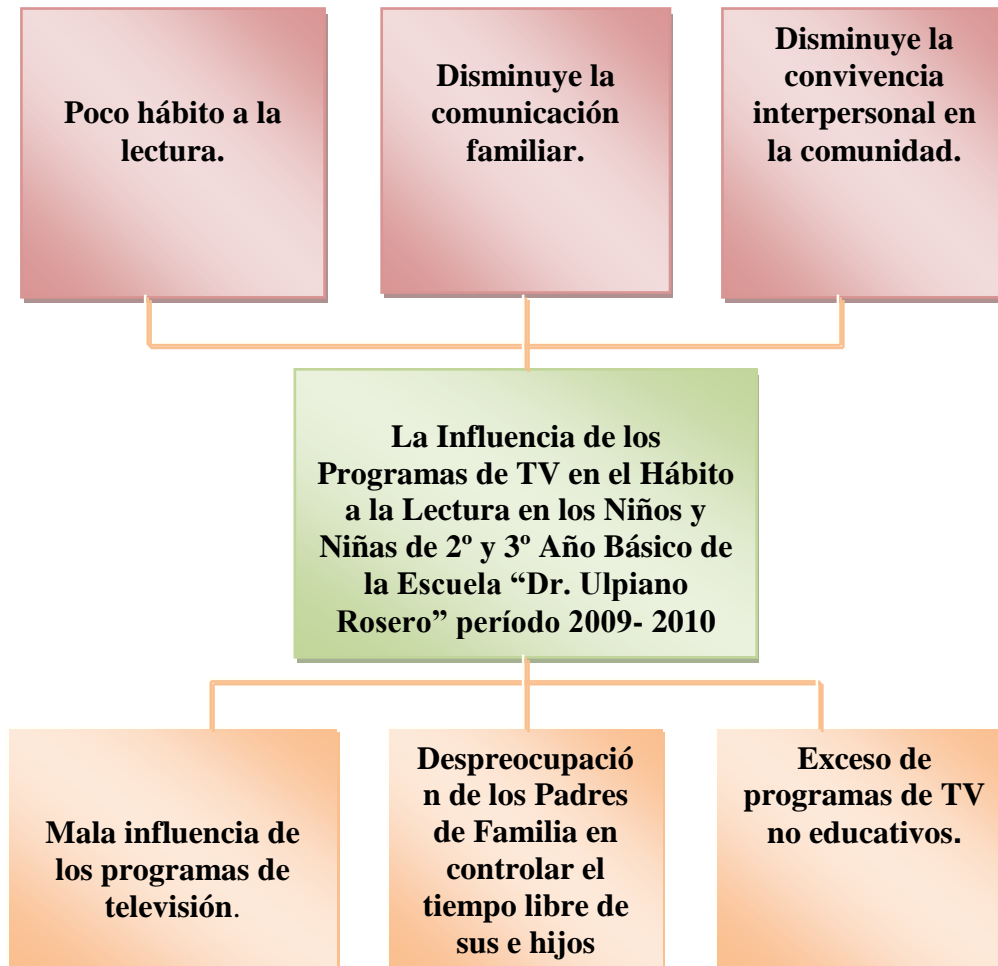 Poco hábito a la
lectura.
Disminuye la
comunicación
familiar.
Disminuye la
convivencia
interpersonal en
la comunidad.
La Influencia de los
Programas de TV en el Hábito
a la Lectura en los Niños y
Niñas de 2º y 3º Año Básico de
la Escuela “Dr. Ulpiano
Rosero” período 2009- 2010
Mala influencia de
los programas de
televisión.
Despreocupació
n de los Padres
de Familia en
controlar el
tiempo libre de
sus e hijos
Exceso de
programas de TV
no educativos.